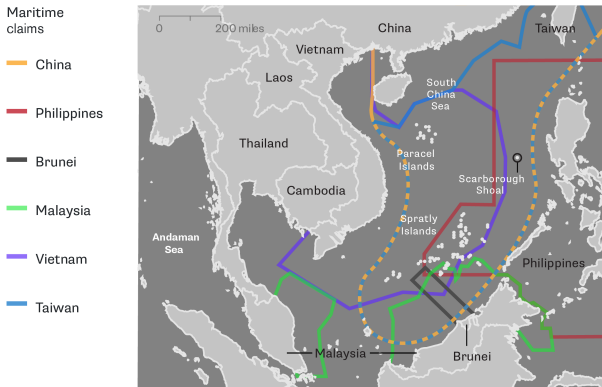 Maritime
claims
China
Philippines
Brunei
Malaysia
Vietnam
Taiwan
0
200 miles
China
Taiwan
Vietnam
Laos
South
China
Sea
Thailand
Paracel
Islands
Cambodia
Scarborough
Shoal
Spratly
Islands
Andaman
Sea
Philippines
Malaysia
Brunei